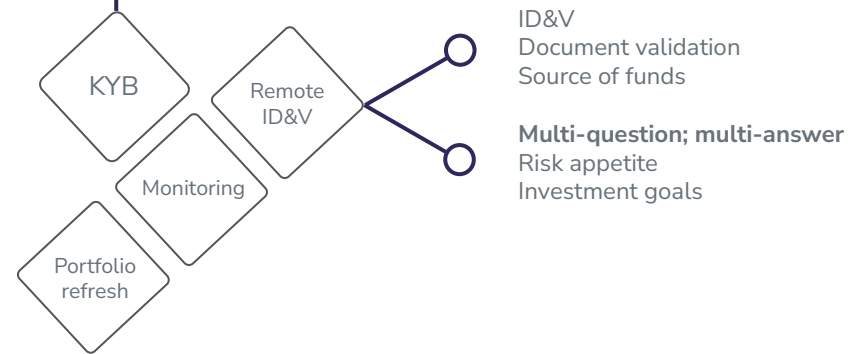 KYB
Remote
ID&V
Monitoring
Portfolio
refresh
ID&V
Document validation
Source of funds
Multi-question; multi-answer
Risk appetite
Investment goals